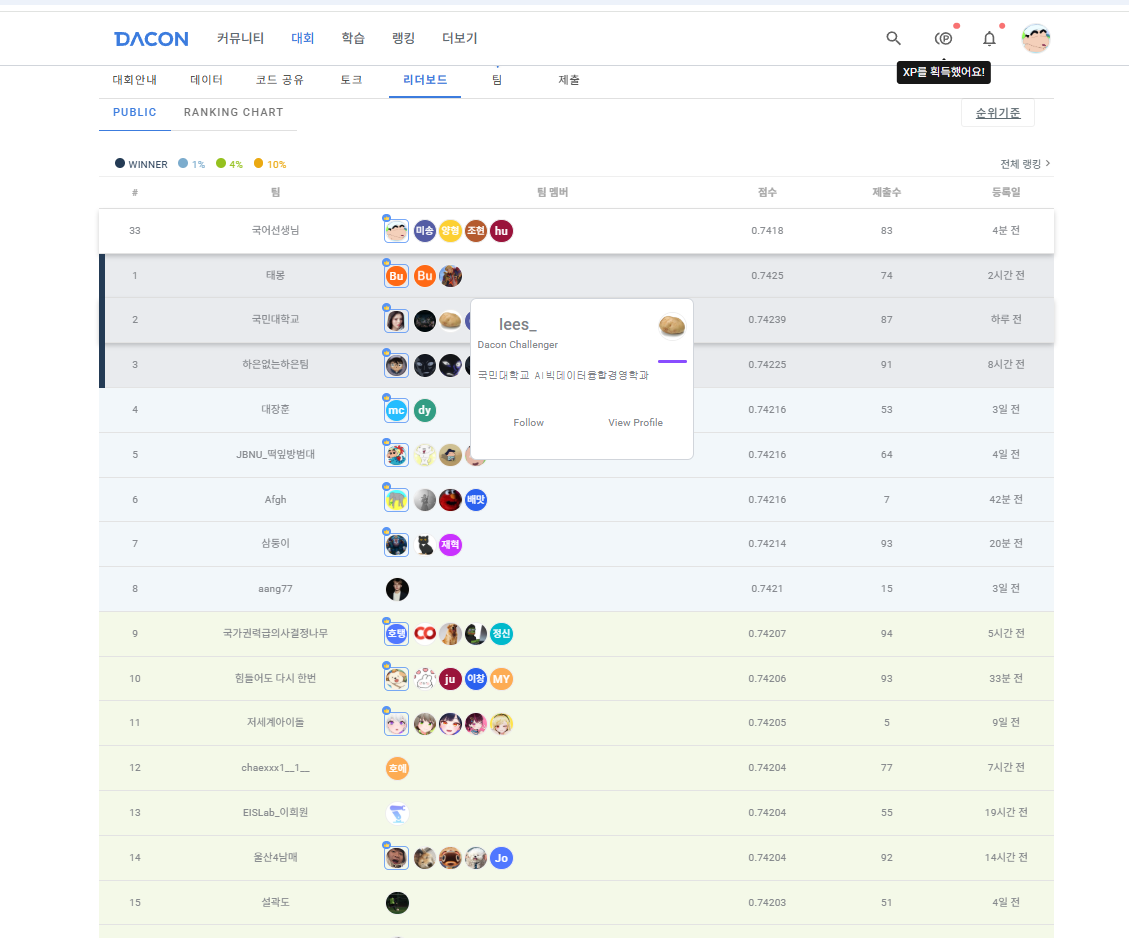 DACON 커뮤니티 대회 학습 랭킹 더보기
XP를 획득했어요!
대회안내 데이터 코드 공유 토크 리더보드 팀 제출
PUBLIC RANKING CHART 순위기준
WINNER 1% 4% 10% 전체 랭킹
# 팀 팀 멤버 점수 제출수 등록일
33 국어선생님 미송 양형 조현 hu 0.7418 83 4분 전
1 태몽 Bu Bu 0.7425 74 2시간 전
2 국민대학교 0.74239 87 하루 전
lees_
Dacon Challenger
국민대학교 AI빅데이터융합경영학과
Follow View Profile
3 하은없는하은팀 0.74225 91 8시간 전
4 대장훈 mc dy 0.74216 53 3일 전
5 JBNU_떡잎방범대 0.74216 64 4일 전
6 Afgh 배맛 0.74216 7 42분 전
7 삼둥이 재혁 0.74214 93 20분 전
8 aang77 0.7421 15 3일 전
9 국가권력급의사결정나무 호탱 정신 0.74207 94 5시간 전
10 힘들어도 다시 한번 ju 이창 MY 0.74206 93 33분 전
11 저세계아이돌 0.74205 5 9일 전
12 chaexxx1__1__ 호에 0.74204 77 7시간 전
13 EISLab_이희원 0.74204 55 19시간 전
14 울산4남매 Jo 0.74204 92 14시간 전
15 설곽도 0.74203 51 4일 전